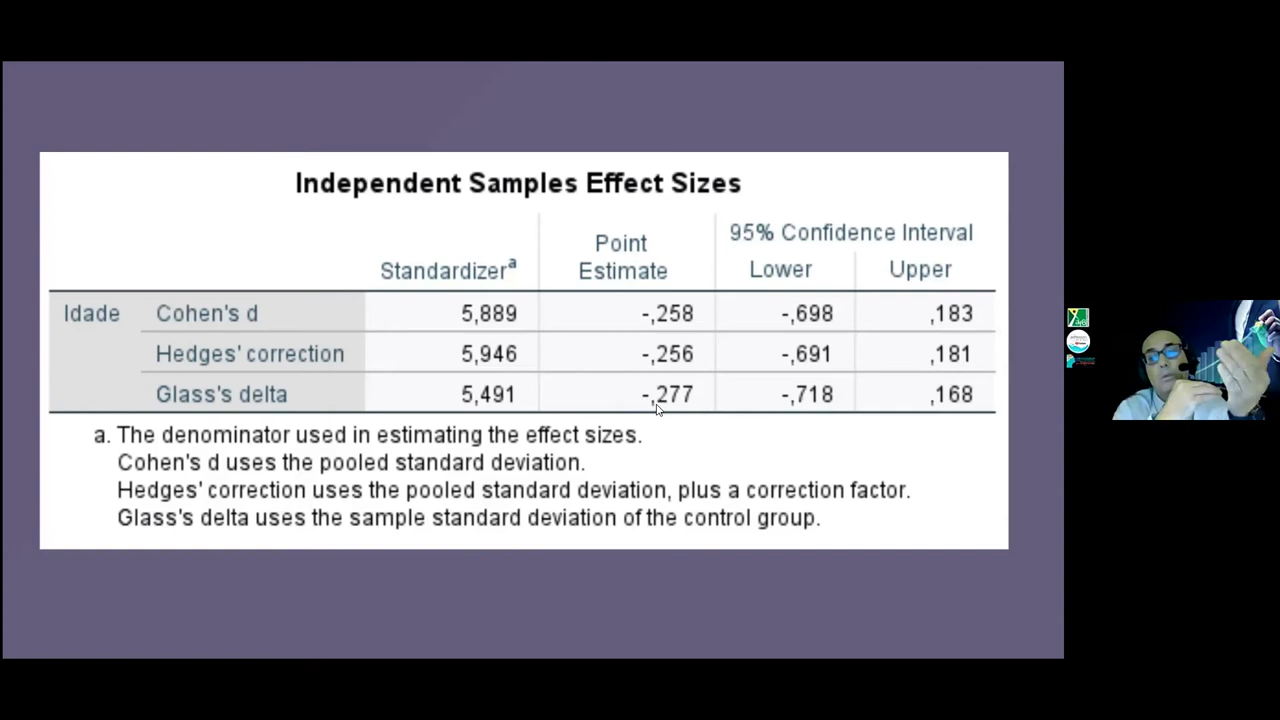 Independent Samples Effect Sizes
Standardizerᵃ Point Estimate 95% Confidence Interval Lower Upper
Idade Cohen's d 5,889 -,258 -,698 ,183
Hedges' correction 5,946 -,256 -,691 ,181
Glass's delta 5,491 -,277 -,718 ,168
a. The denominator used in estimating the effect sizes.
Cohen's d uses the pooled standard deviation.
Hedges' correction uses the pooled standard deviation, plus a correction factor.
Glass's delta uses the sample standard deviation of the control group.